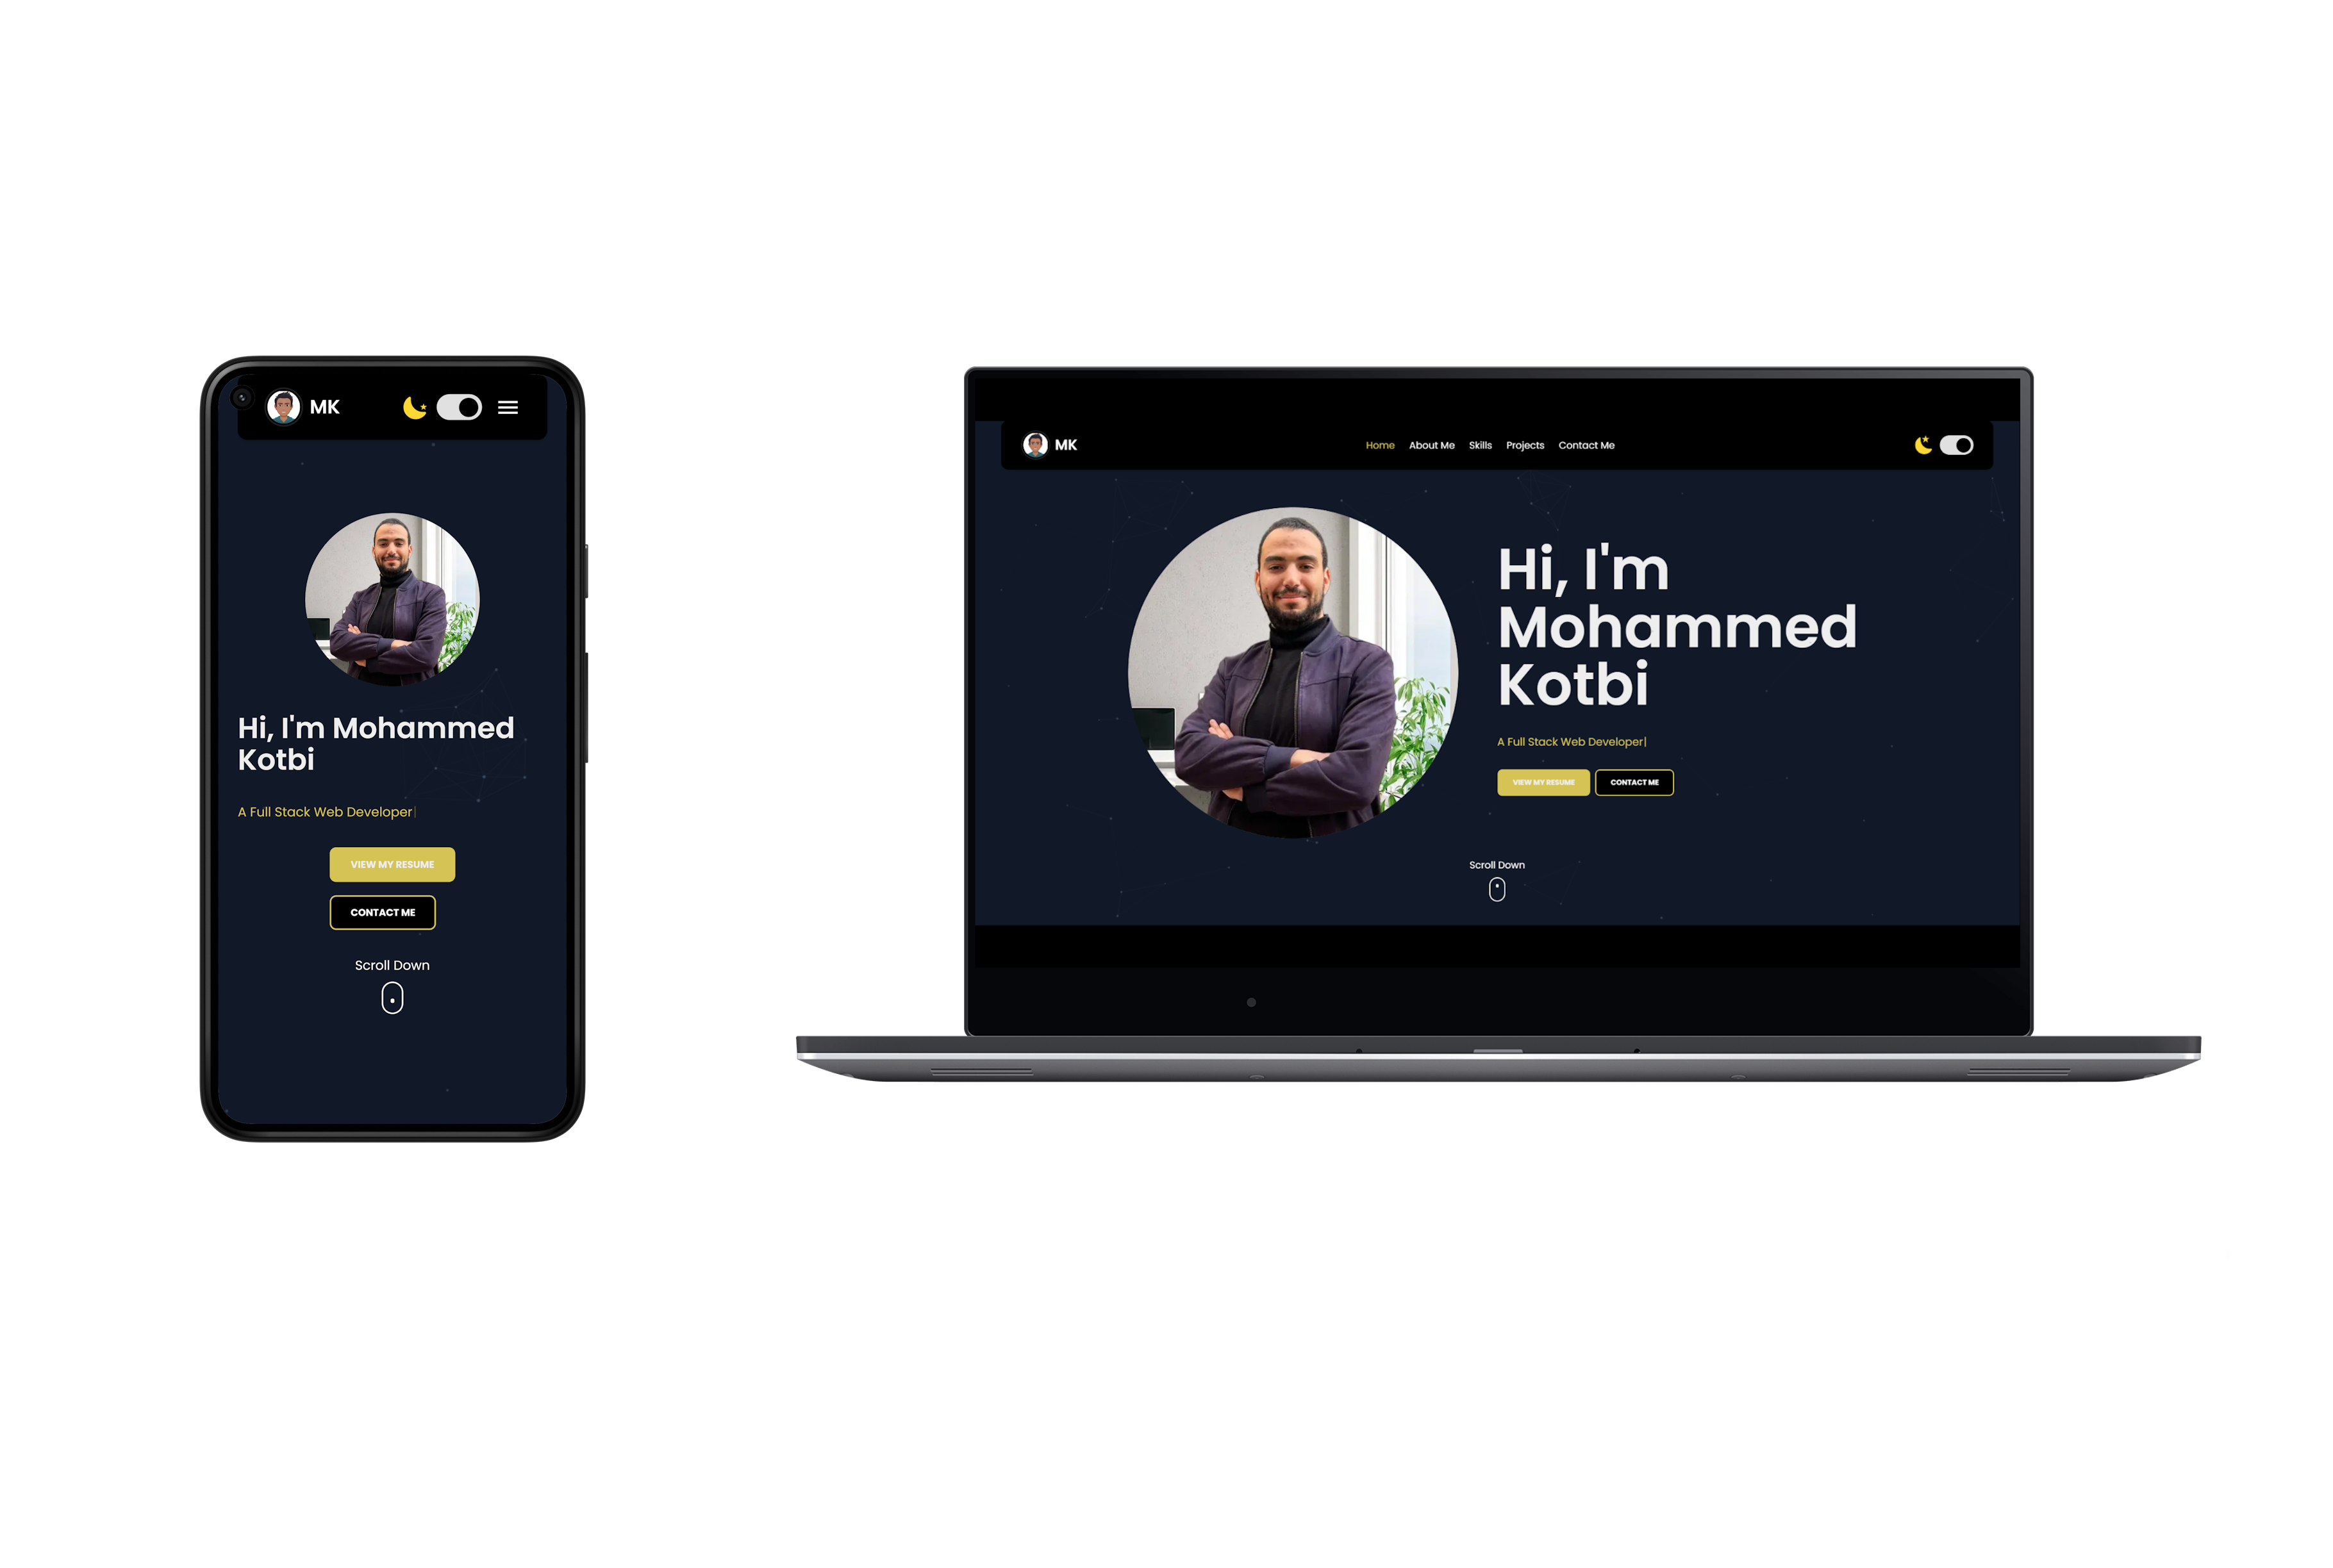 MK
Hi, I'm Mohammed
Kotbi
A Full Stack Web Developer|
VIEW MY RESUME
CONTACT ME
Scroll Down
MK
Home About Me Skills Projects Contact Me
Hi, I'm
Mohammed
Kotbi
A Full Stack Web Developer|
VIEW MY RESUME CONTACT ME
Scroll Down